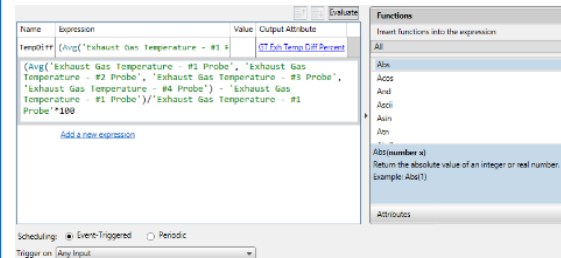 Evaluate
Name Expression Value Output Attribute
TempDiff (Avg('Exhaust Gas Temperature - #1 P GT Exh Temp Diff Percent
(Avg('Exhaust Gas Temperature - #1 Probe', 'Exhaust Gas
Temperature - #2 Probe', 'Exhaust Gas Temperature - #3 Probe',
'Exhaust Gas Temperature - #4 Probe') - 'Exhaust Gas
Temperature - #1 Probe')/'Exhaust Gas Temperature - #1
Probe'*100
Add a new expression
Scheduling: Event-Triggered Periodic
Trigger on Any Input
Functions
Insert functions into the expression
All
Abs
Acos
And
Ascii
Asin
Atn
Abs(number x)
Return the absolute value of an integer or real number.
Example: Abs(1)
Attributes